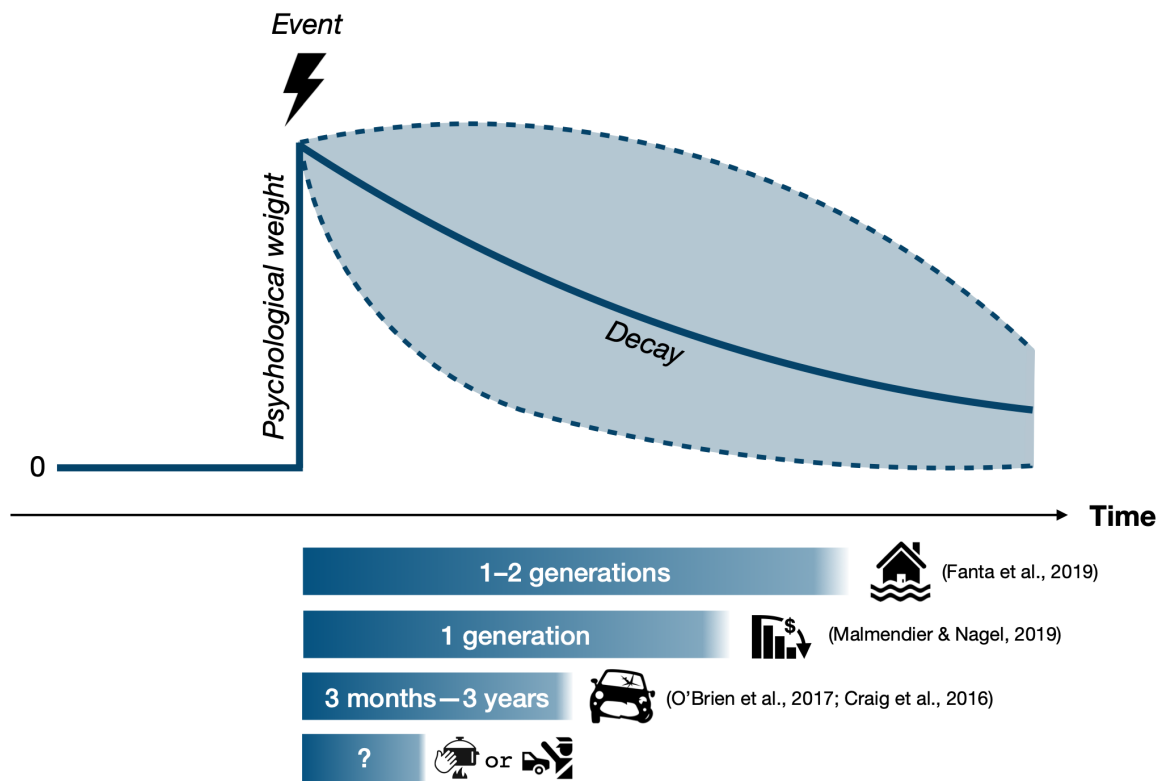 Event
Psychological weight
Decay
0
Time
1–2 generations
(Fanta et al., 2019)
1 generation
$
(Malmendier & Nagel, 2019)
3 months—3 years
(O'Brien et al., 2017; Craig et al., 2016)
?
or